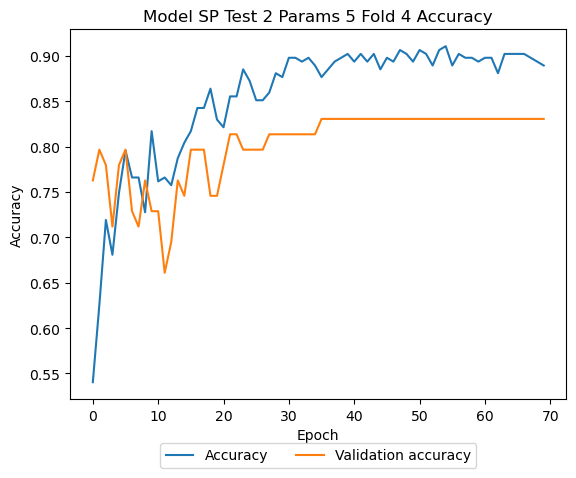 Model SP Test 2 Params 5 Fold 4 Accuracy
Accuracy
0.90
0.85
0.80
0.75
0.70
0.65
0.60
0.55
0 10 20 30 40 50 60 70
Epoch
Accuracy Validation accuracy